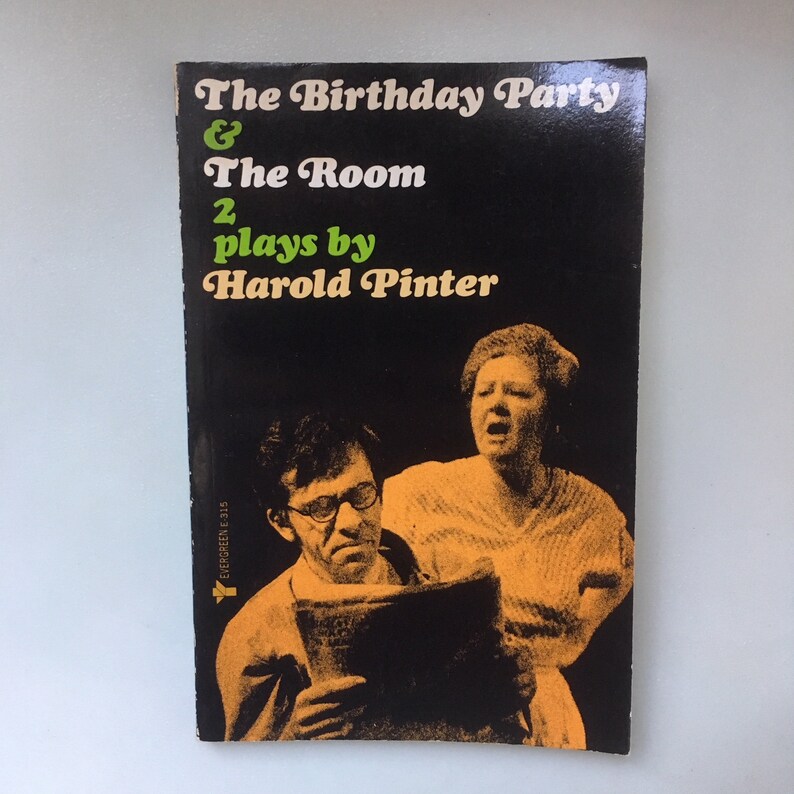 The Birthday Party
&
The Room
2
plays by
Harold Pinter
EVERGREEN E-315